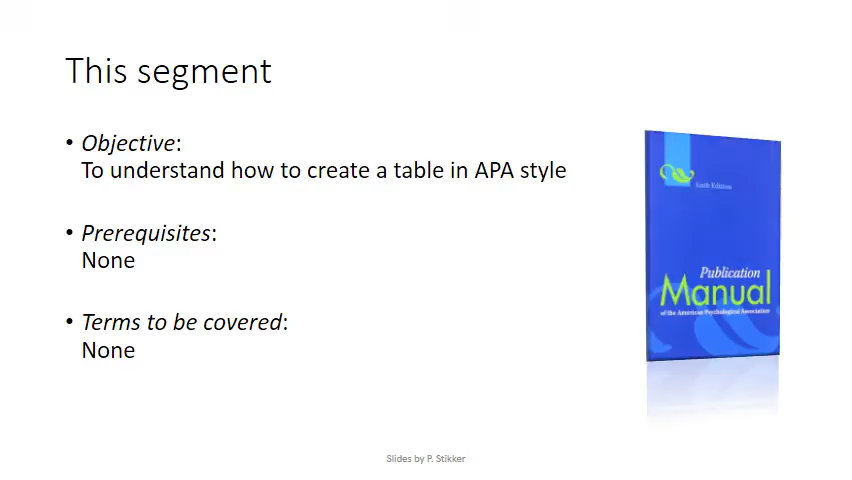 This segment
• Objective:
To understand how to create a table in APA style
• Prerequisites:
None
• Terms to be covered:
None
Sixth Edition
Publication
Manual
of the American Psychological Association
Slides by P. Stikker